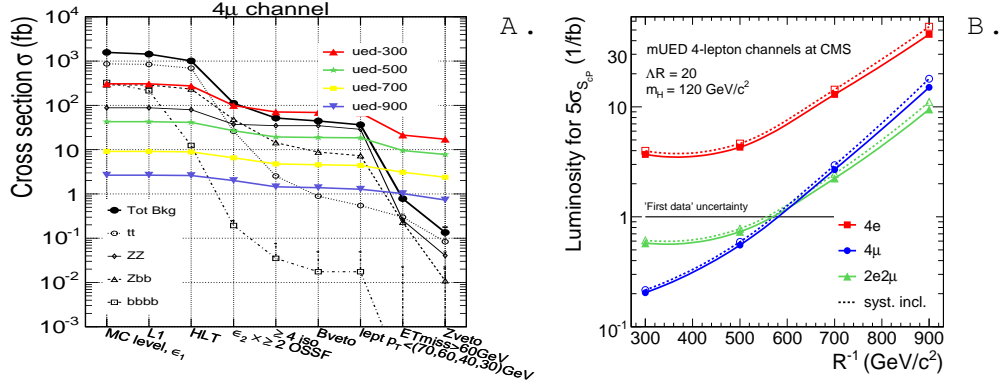 4μ channel
A.
Cross section σ (fb)
10⁴
10³
10²
10
1
10⁻¹
10⁻²
10⁻³
ued-300
ued-500
ued-700
ued-900
Tot Bkg
tt
ZZ
Zbb
bbbb
MC level, ε₁
L1
HLT
ε₂ × ≥ 2 OSSF
≥ 4 iso
Bveto
lept p_T<(70,60,40,30)GeV
ETmiss>60GeV
Zveto
B.
Luminosity for 5σ_{S_cP} (1/fb)
30
10
1
10⁻¹
mUED 4-lepton channels at CMS
ΛR = 20
m_H = 120 GeV/c²
'First data' uncertainty
4e
4μ
2e2μ
syst. incl.
300 400 500 600 700 800 900
R⁻¹ (GeV/c²)